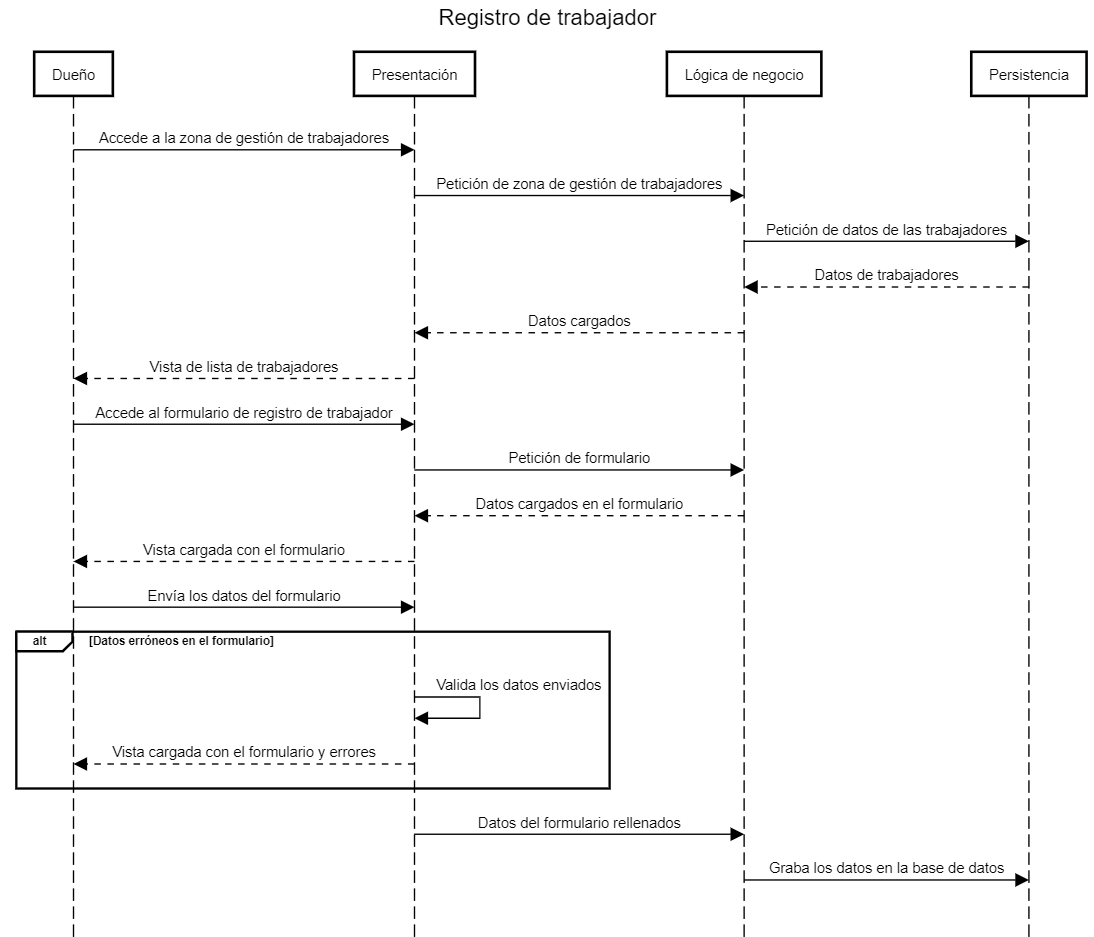 Registro de trabajador
Dueño
Presentación
Lógica de negocio
Persistencia
Accede a la zona de gestión de trabajadores
Petición de zona de gestión de trabajadores
Petición de datos de las trabajadores
Datos de trabajadores
Datos cargados
Vista de lista de trabajadores
Accede al formulario de registro de trabajador
Petición de formulario
Datos cargados en el formulario
Vista cargada con el formulario
Envía los datos del formulario
alt
[Datos erróneos en el formulario]
Valida los datos enviados
Vista cargada con el formulario y errores
Datos del formulario rellenados
Graba los datos en la base de datos